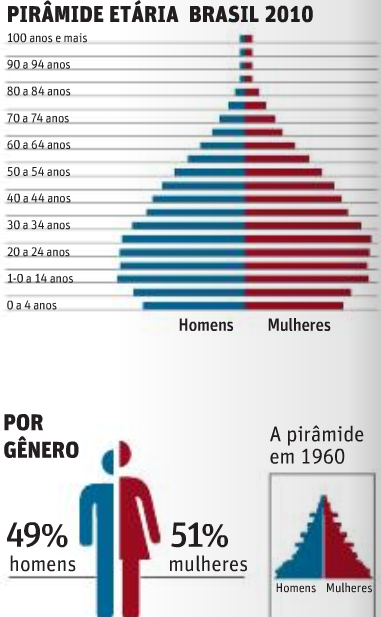 PIRÂMIDE ETÁRIA BRASIL 2010
100 anos e mais
90 a 94 anos
80 a 84 anos
70 a 74 anos
60 a 64 anos
50 a 54 anos
40 a 44 anos
30 a 34 anos
20 a 24 anos
1-0 a 14 anos
0 a 4 anos
Homens Mulheres
POR
GÊNERO
49%
homens
51%
mulheres
A pirâmide
em 1960
Homens Mulheres